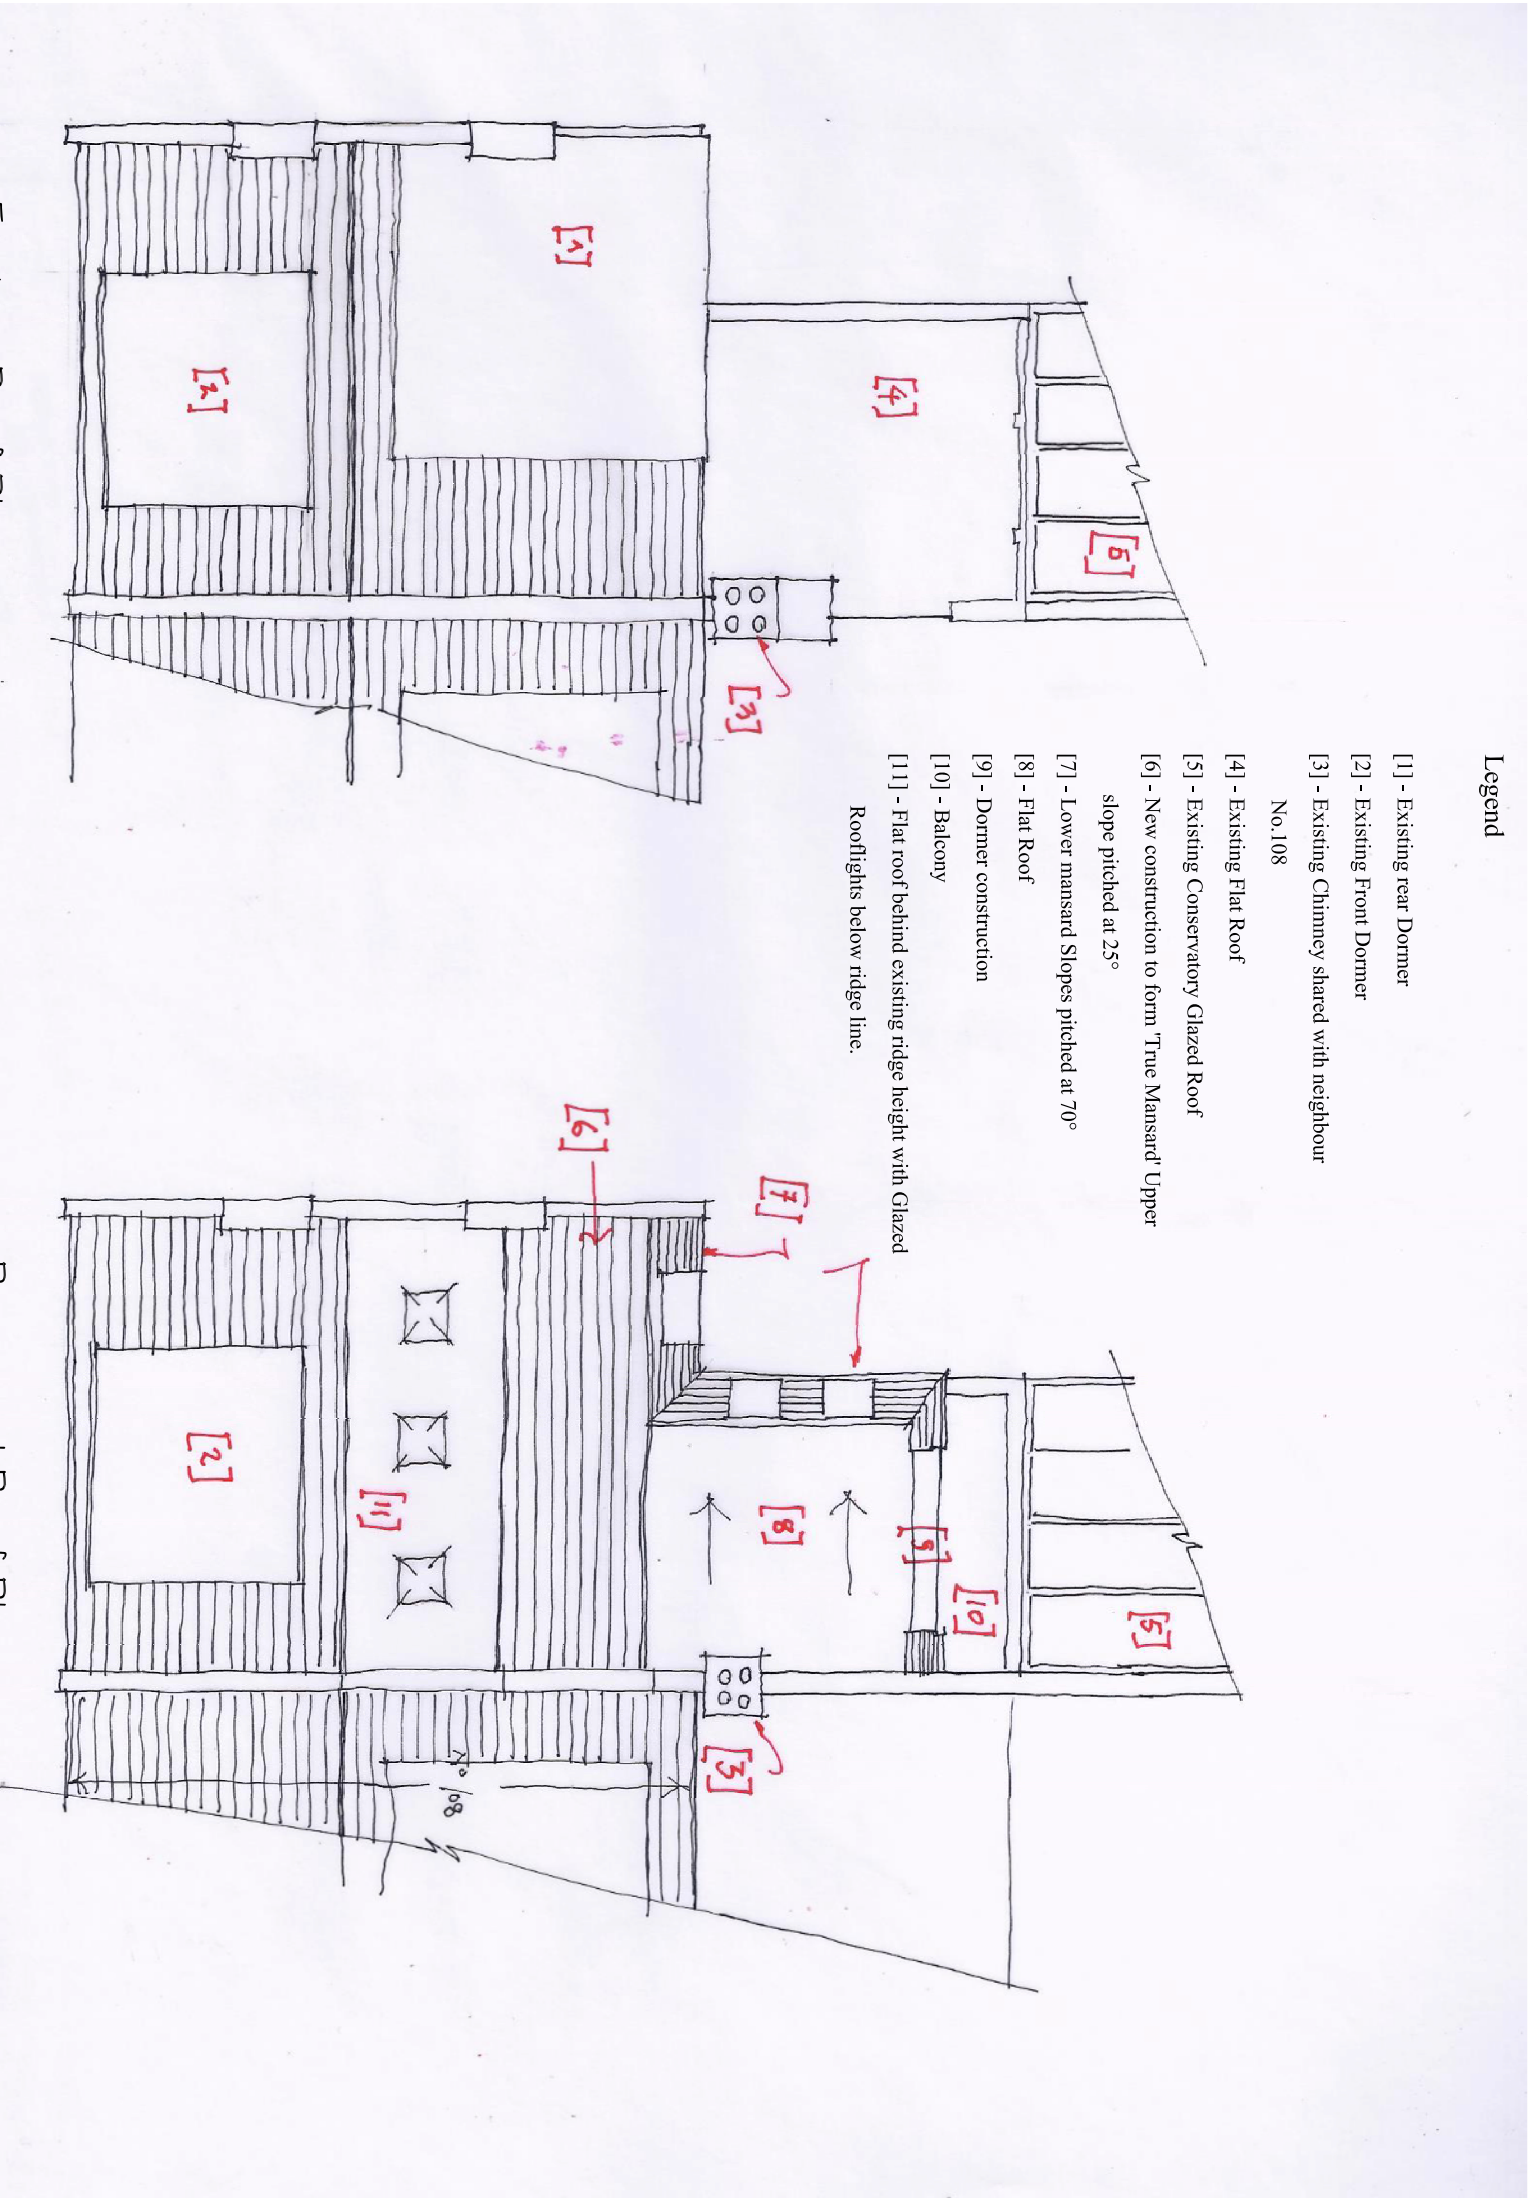 Legend
[1] - Existing rear Dormer
[2] - Existing Front Dormer
[3] - Existing Chimney shared with neighbour
No.108
[4] - Existing Flat Roof
[5] - Existing Conservatory Glazed Roof
[6] - New construction to form 'True Mansard' Upper
slope pitched at 25°
[7] - Lower mansard Slopes pitched at 70°
[8] - Flat Roof
[9] - Dormer construction
[10] - Balcony
[11] - Flat roof behind existing ridge height with Glazed
Rooflights below ridge line.
[5]
[4]
[3]
[1]
[2]
[5]
[10]
[9]
[8]
[7]
[3]
[6]
[11]
No 108
[2]